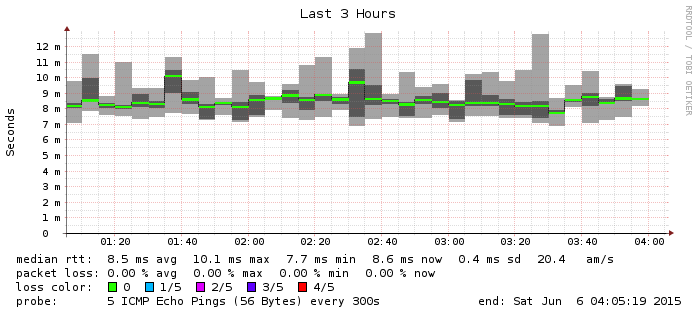 Last 3 Hours
RRDTOOL / TOBI OETIKER
Seconds
12 m
11 m
10 m
9 m
8 m
7 m
6 m
5 m
4 m
3 m
2 m
1 m
0
01:20 01:40 02:00 02:20 02:40 03:00 03:20 03:40 04:00
median rtt: 8.5 ms avg 10.1 ms max 7.7 ms min 8.6 ms now 0.4 ms sd 20.4 am/s
packet loss: 0.00 % avg 0.00 % max 0.00 % min 0.00 % now
loss color: 0 1/5 2/5 3/5 4/5
probe: 5 ICMP Echo Pings (56 Bytes) every 300s end: Sat Jun 6 04:05:19 2015